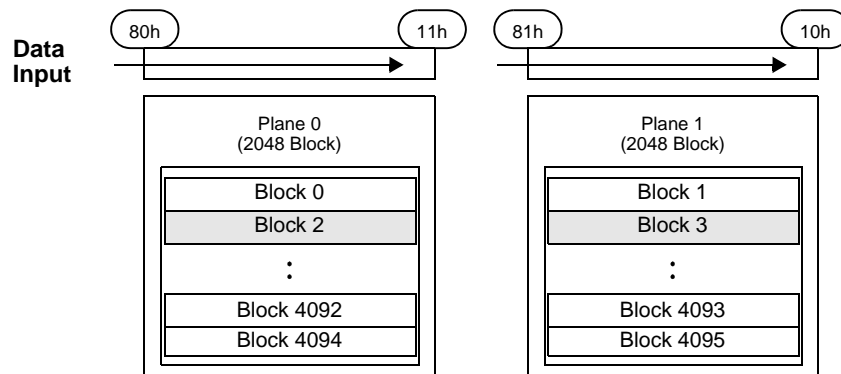 80h
11h
81h
10h
Data
Input
Plane 0
(2048 Block)
Block 0
Block 2
:
Block 4092
Block 4094
Plane 1
(2048 Block)
Block 1
Block 3
:
Block 4093
Block 4095